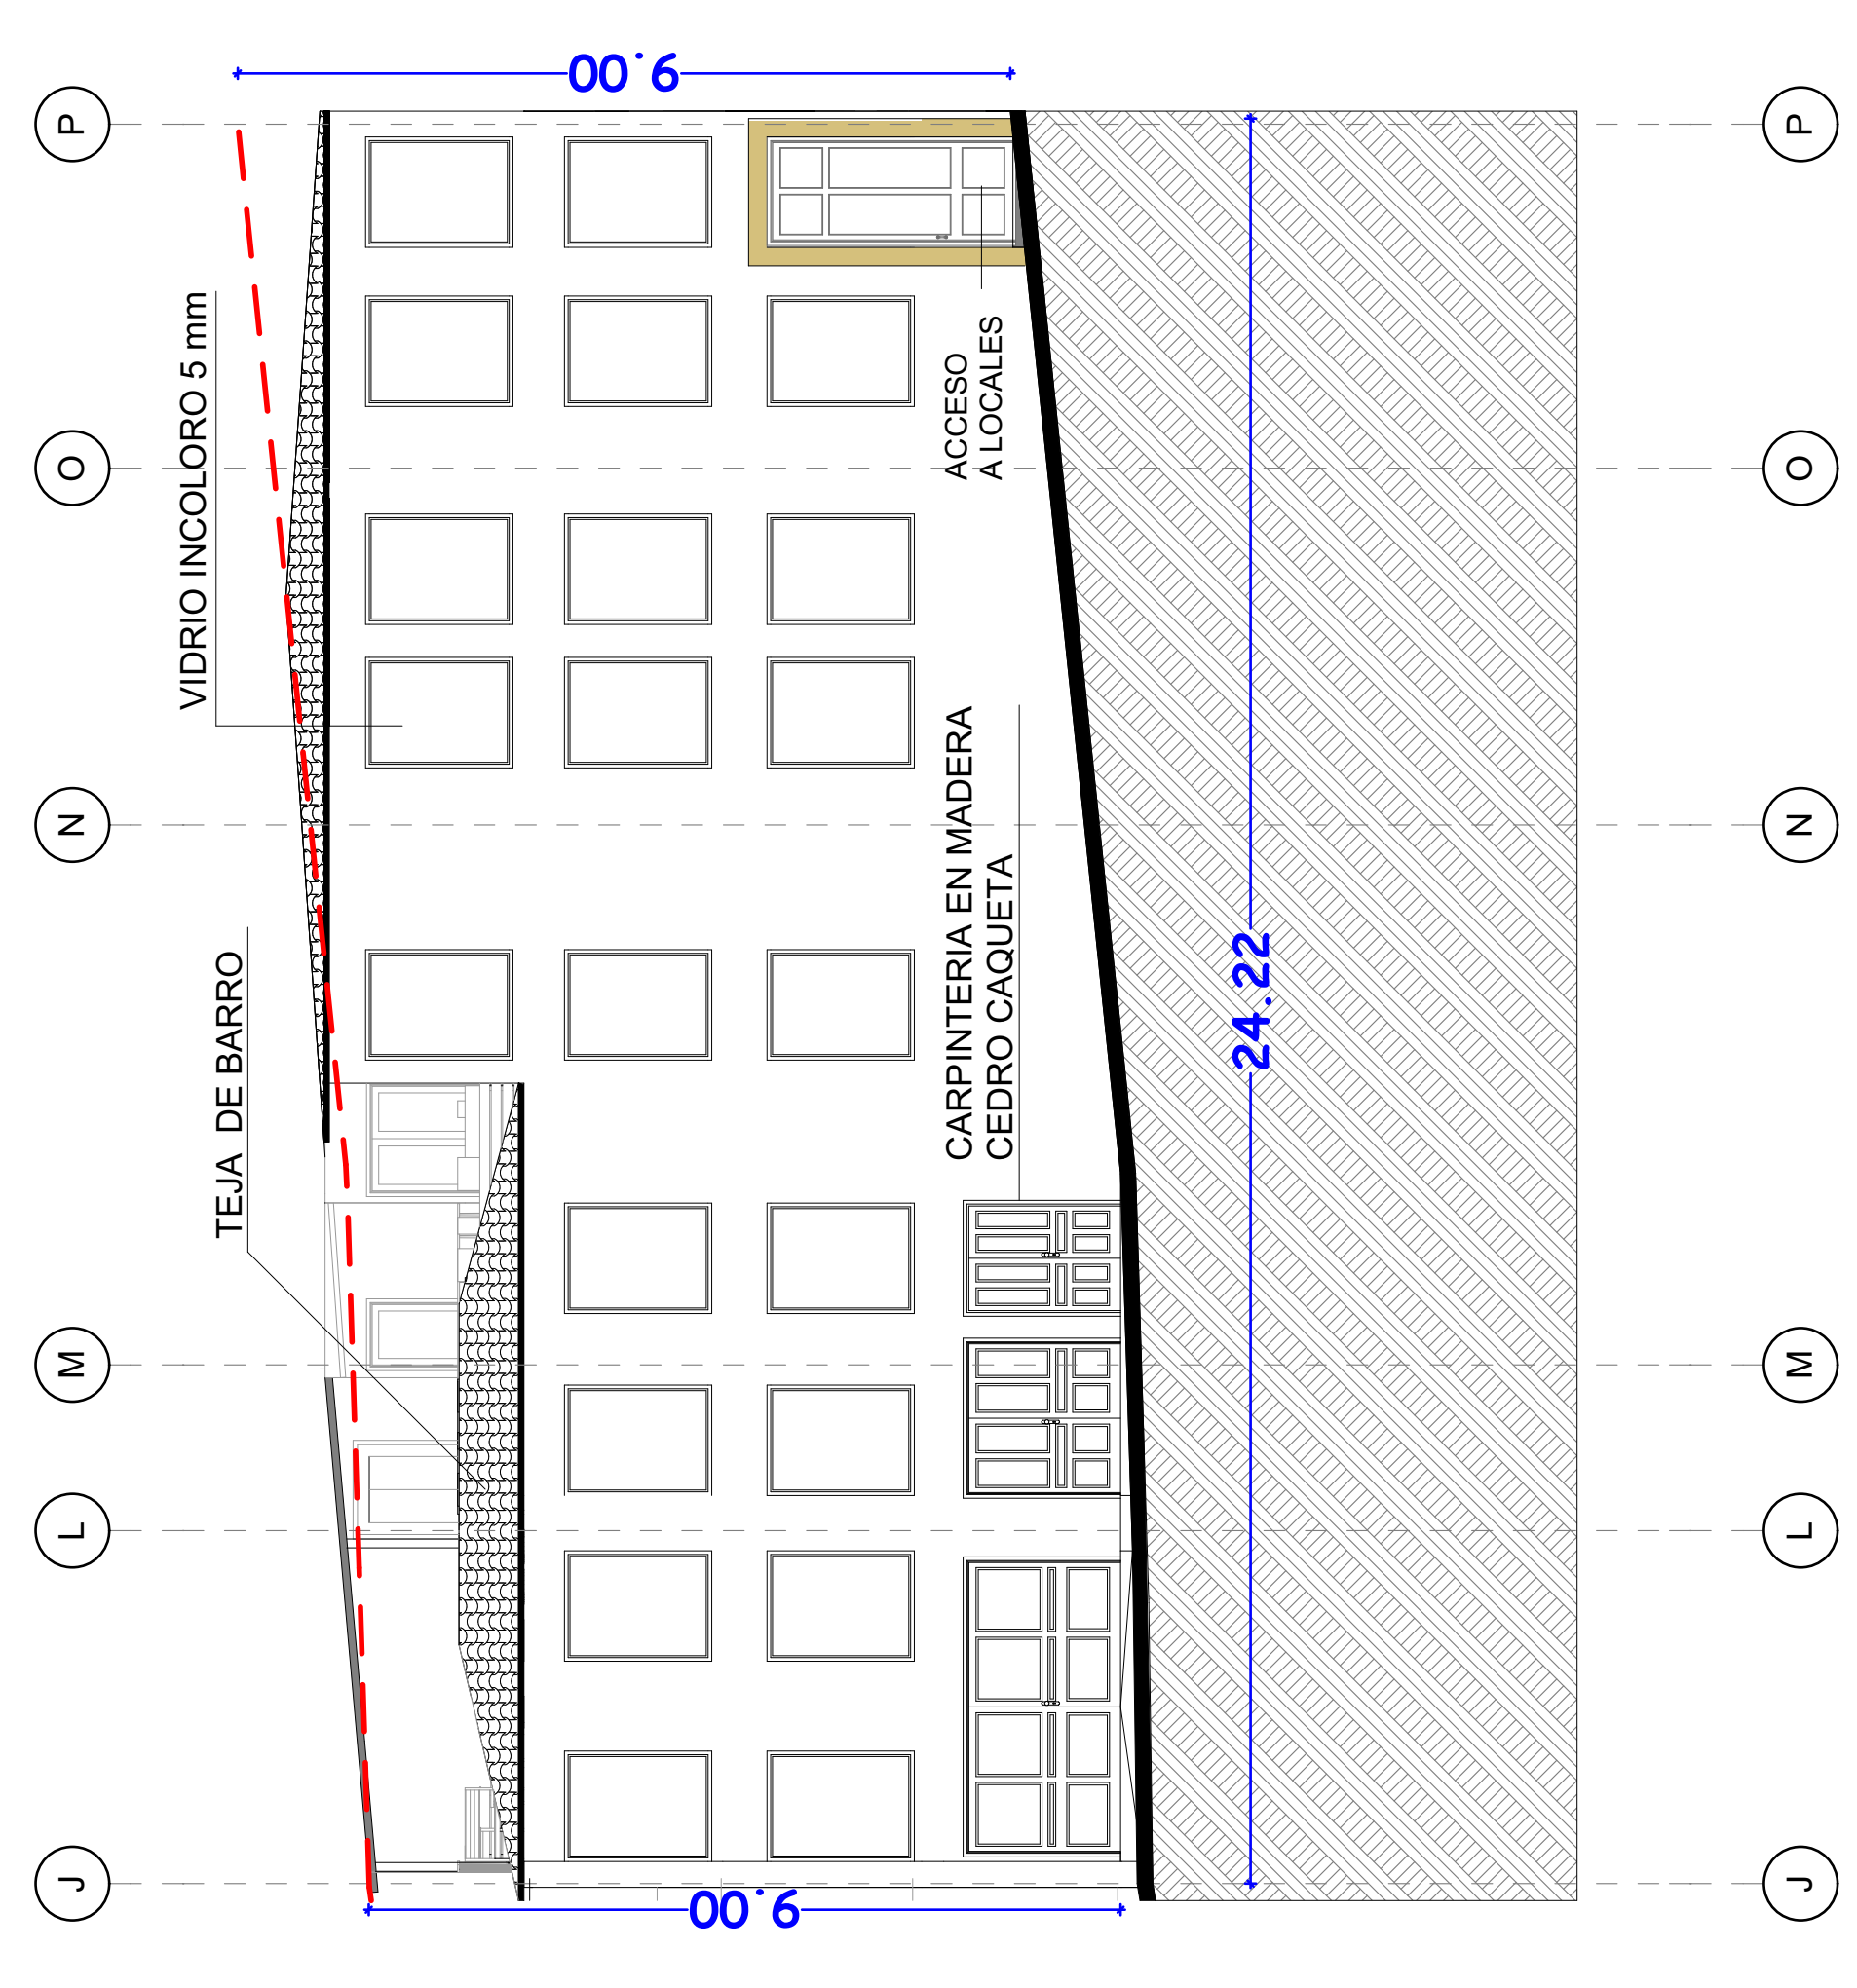 J L M N O P
VIDRIO INCOLORO 5 mm
TEJA DE BARRO
9.00
9.00
ACCESO
A LOCALES
CARPINTERIA EN MADERA
CEDRO CAQUETA
24.22
J L M N O P